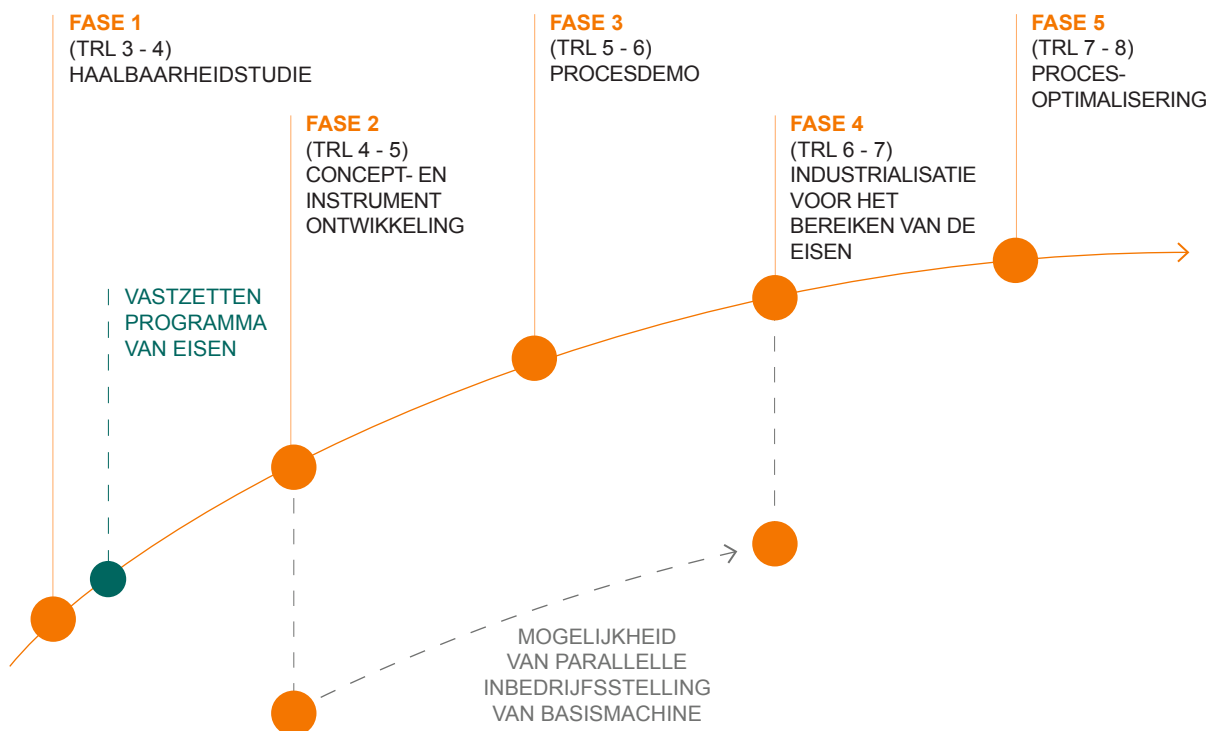 FASE 1
(TRL 3 - 4)
HAALBAARHEIDSTUDIE
FASE 2
(TRL 4 - 5)
CONCEPT- EN
INSTRUMENT
ONTWIKKELING
FASE 3
(TRL 5 - 6)
PROCESDEMO
FASE 4
(TRL 6 - 7)
INDUSTRIALISATIE
VOOR HET
BEREIKEN VAN DE
EISEN
FASE 5
(TRL 7 - 8)
PROCES-
OPTIMALISERING
VASTZETTEN
PROGRAMMA
VAN EISEN
MOGELIJKHEID
VAN PARALLELLE
INBEDRIJFSSTELLING
VAN BASISMACHINE